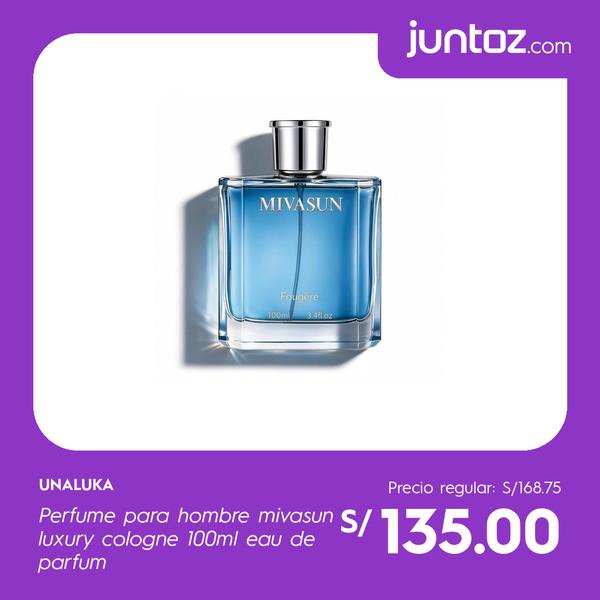 juntoz.com
MIVASUN
Fougère
100ml 3.4fl.oz
UNALUKA
Perfume para hombre mivasun
luxury cologne 100ml eau de
parfum
Precio regular: S/168.75
S/135.00